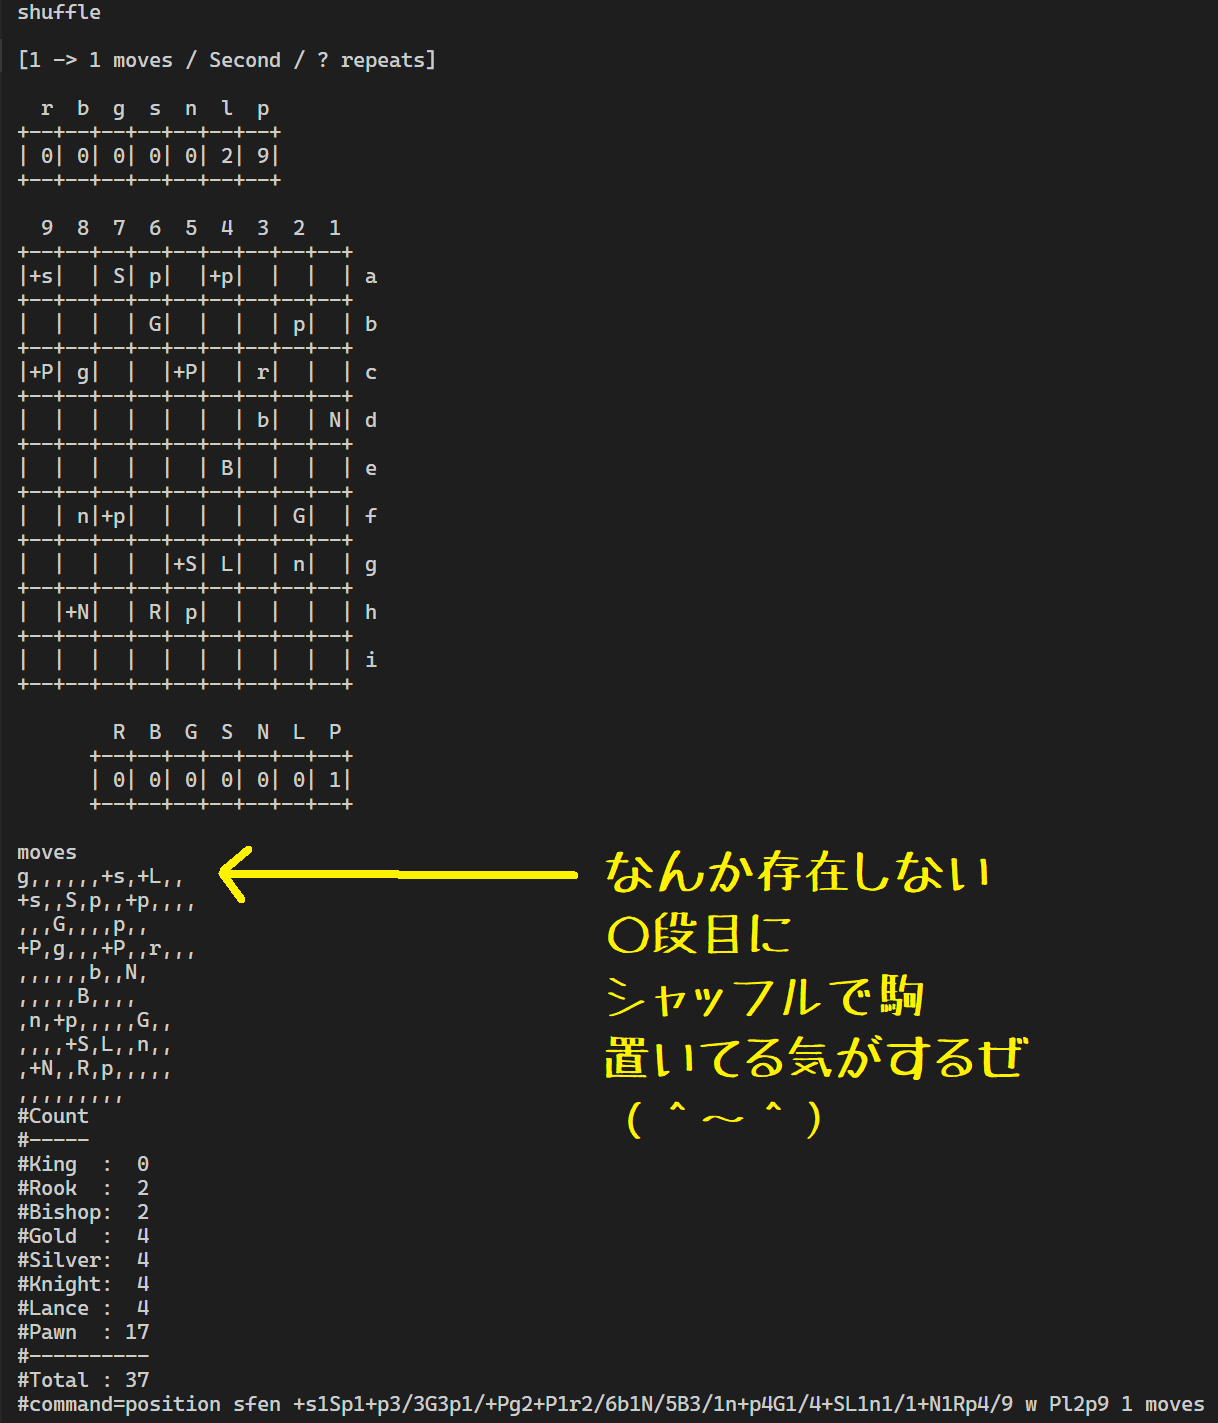 shuffle
[1 -> 1 moves / Second / ? repeats]
  r  b  g  s  n  l  p
+--+--+--+--+--+--+--+
| 0| 0| 0| 0| 0| 2| 9|
+--+--+--+--+--+--+--+
  9  8  7  6  5  4  3  2  1
+--+--+--+--+--+--+--+--+--+
|+s|  | S| p|  |+p|  |  |  | a
+--+--+--+--+--+--+--+--+--+
|  |  |  | G|  |  |  | p|  | b
+--+--+--+--+--+--+--+--+--+
|+P| g|  |  |+P|  | r|  |  | c
+--+--+--+--+--+--+--+--+--+
|  |  |  |  |  |  | b|  | N| d
+--+--+--+--+--+--+--+--+--+
|  |  |  |  |  | B|  |  |  | e
+--+--+--+--+--+--+--+--+--+
|  | n|+p|  |  |  |  | G|  | f
+--+--+--+--+--+--+--+--+--+
|  |  |  |  |+S| L|  | n|  | g
+--+--+--+--+--+--+--+--+--+
|  |+N|  | R| p|  |  |  |  | h
+--+--+--+--+--+--+--+--+--+
|  |  |  |  |  |  |  |  |  | i
+--+--+--+--+--+--+--+--+--+
        R  B  G  S  N  L  P
      +--+--+--+--+--+--+--+
      | 0| 0| 0| 0| 0| 0| 1|
      +--+--+--+--+--+--+--+
moves
g,,,,,,+s,+L,,
+s,,S,p,,+p,,,,
,,,G,,,,p,,
+P,g,,,+P,,r,,,
,,,,,,b,,N,
,,,,,B,,,,
,n,+p,,,,,G,,
,,,,+S,L,,n,,
,+N,,R,p,,,,,
,,,,,,,,,
なんか存在しない
〇段目に
シャッフルで駒
置いてる気がするぜ
（＾～＾）
#Count
#-----
#King  :  0
#Rook  :  2
#Bishop:  2
#Gold  :  4
#Silver:  4
#Knight:  4
#Lance :  4
#Pawn  : 17
#----------
#Total : 37
#command=position sfen +s1Sp1+p3/3G3p1/+Pg2+P1r2/6b1N/5B3/1n+p4G1/4+SL1n1/1+N1Rp4/9 w Pl2p9 1 moves